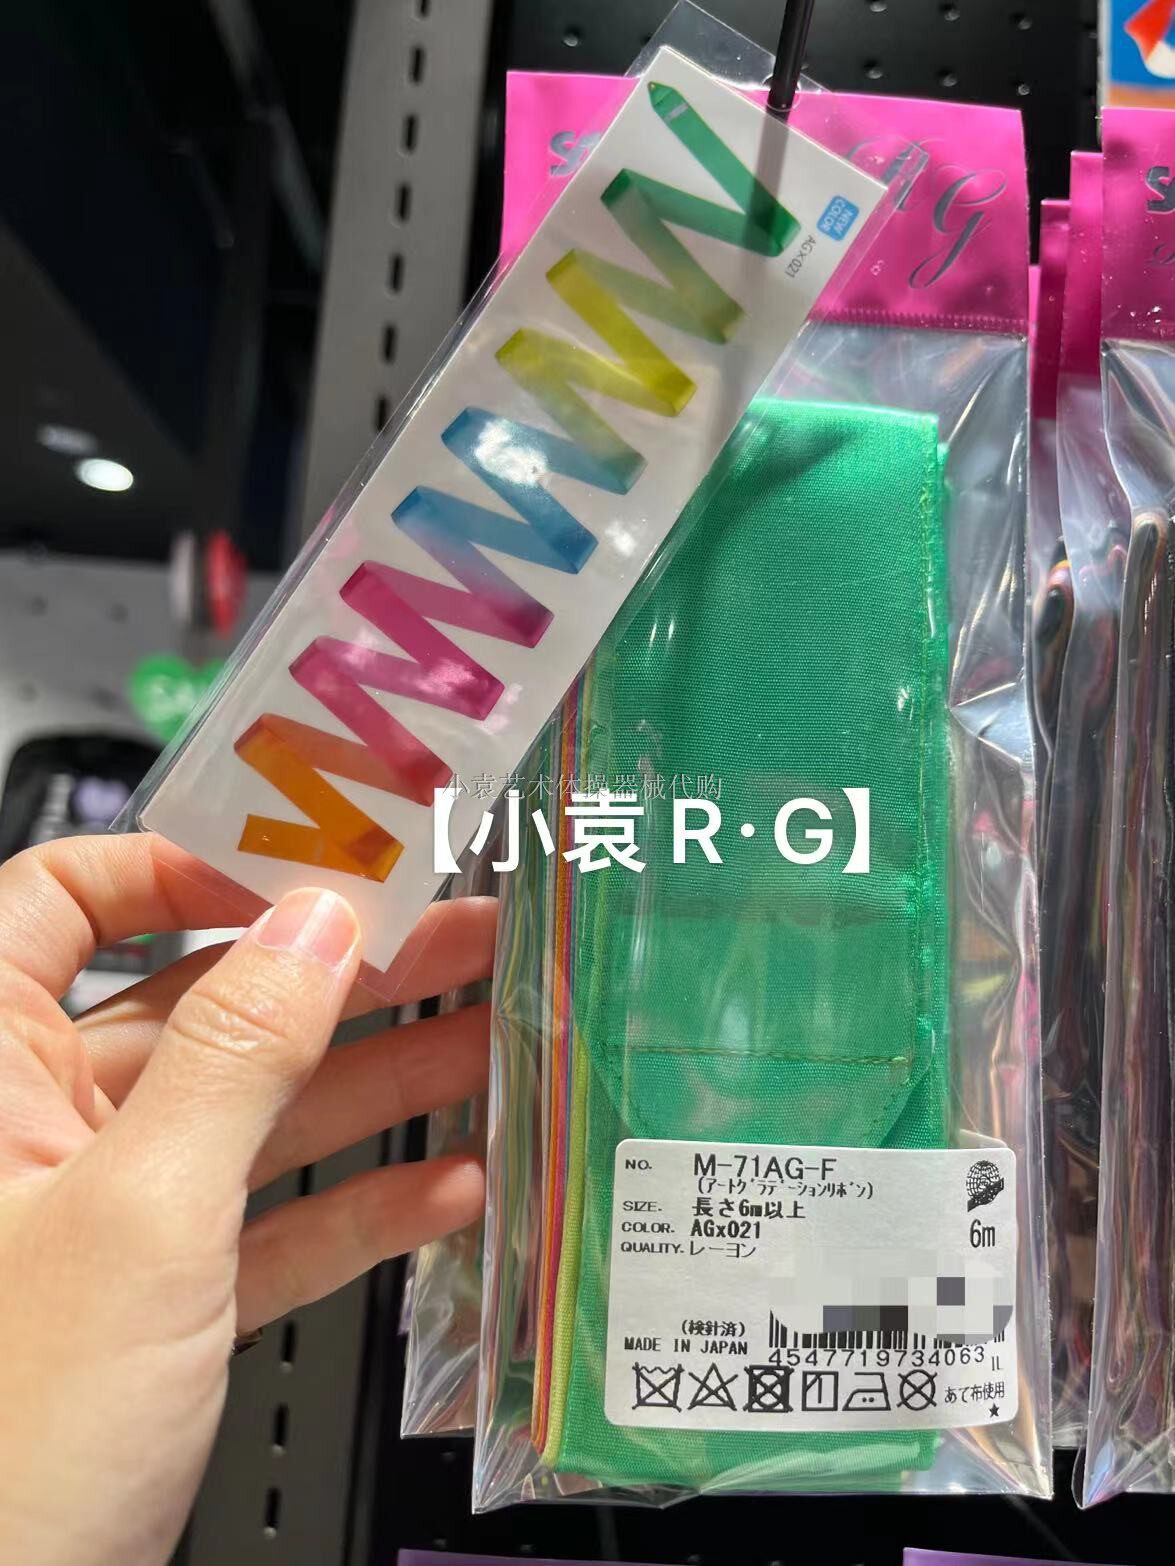 NEW
COLOR
AGx021
RG
小袁艺术体操器械代购
【小袁R·G】
NO. M-71AG-F
(アートグラデーションリボン)
SIZE. 長さ6m以上
COLOR. AGx021
QUALITY. レーヨン
6m
(検針済)
MADE IN JAPAN
4547719734063
あて布使用
★